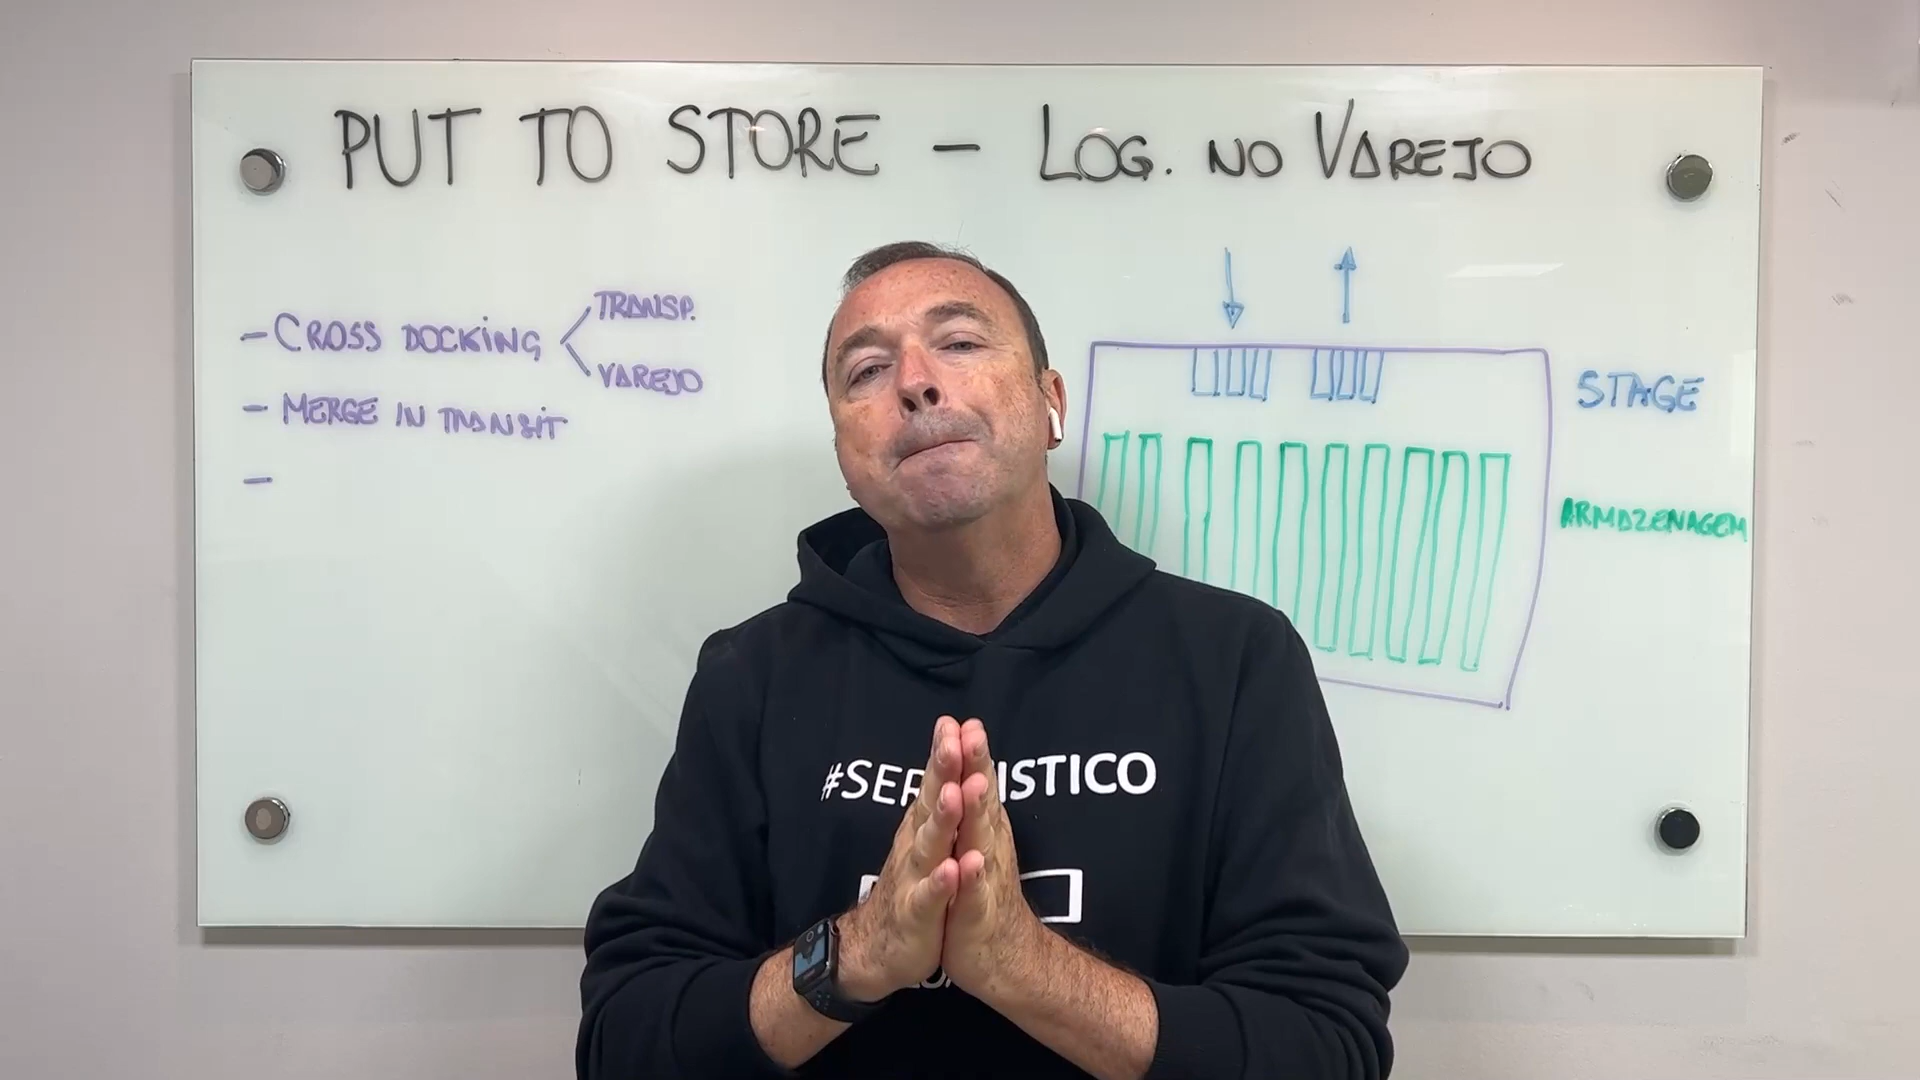 PUT TO STORE - LOG. NO VAREJO
- CROSS DOCKING
TRANSP.
VAREJO
- MERGE IN TRANSIT
-
STAGE
ARMAZENAGEM
#SER ISTICO